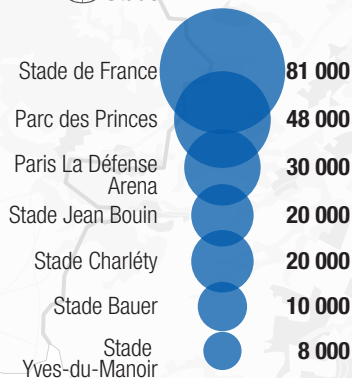 Stade de France 81 000
Parc des Princes 48 000
Paris La Défense 30 000
Arena
Stade Jean Bouin 20 000
Stade Charléty 20 000
Stade Bauer 10 000
Stade 8 000
Yves-du-Manoir